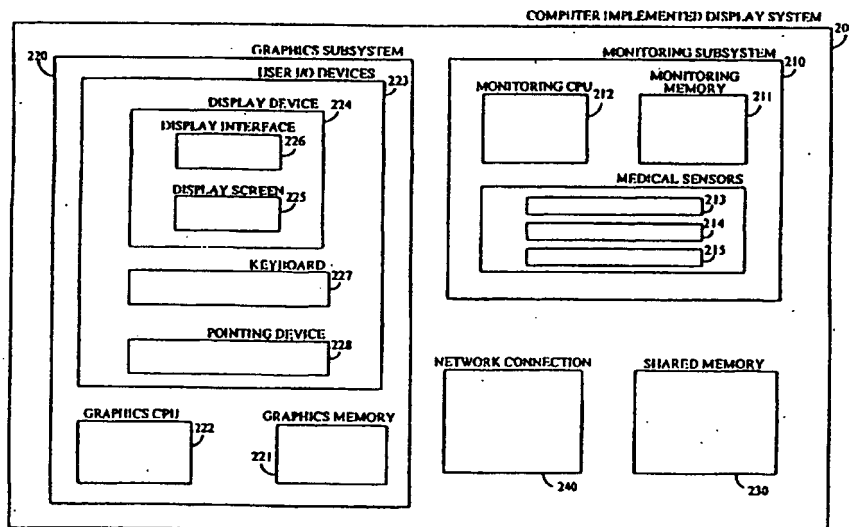 COMPUTER IMPLEMENTED DISPLAY SYSTEM
20
GRAPHICS SUBSYSTEM
220
USER I/O DEVICES
223
DISPLAY DEVICE
224
DISPLAY INTERFACE
226
DISPLAY SCREEN
225
KEYBOARD
227
POINTING DEVICE
228
GRAPHICS CPU
222
GRAPHICS MEMORY
221
MONITORING SUBSYSTEM
210
MONITORING CPU
212
MONITORING
MEMORY
211
MEDICAL SENSORS
213
214
215
NETWORK CONNECTION
240
SHARED MEMORY
230